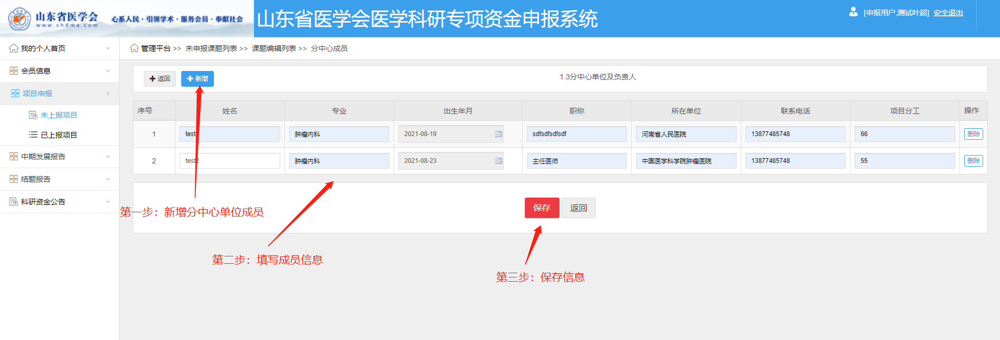 山东省医学会
www.shdma.com
心系人民·引领学术·服务会员·奉献社会
山东省医学会医学科研专项资金申报系统
[申报用户,测试叶超] 安全退出
我的个人首页
会员信息
项目申报
未上报项目
已上报项目
中期发展报告
结题报告
科研资金公告
管理平台 >> 未申报课题列表 >> 课题编辑列表 >> 分中心成员
返回 新增 1.3分中心单位及负责人
序号 姓名 专业 出生年月 职称 所在单位 联系电话 项目分工 操作
1 test 肿瘤内科 2021-08-19 sdfsdfsdfsdf 河南省人民医院 13877485748 66 删除
2 test2 肿瘤内科 2021-08-23 主任医师 中国医学科学院肿瘤医院 13877485748 55 删除
保存 返回
第一步：新增分中心单位成员
第二步：填写成员信息
第三步：保存信息